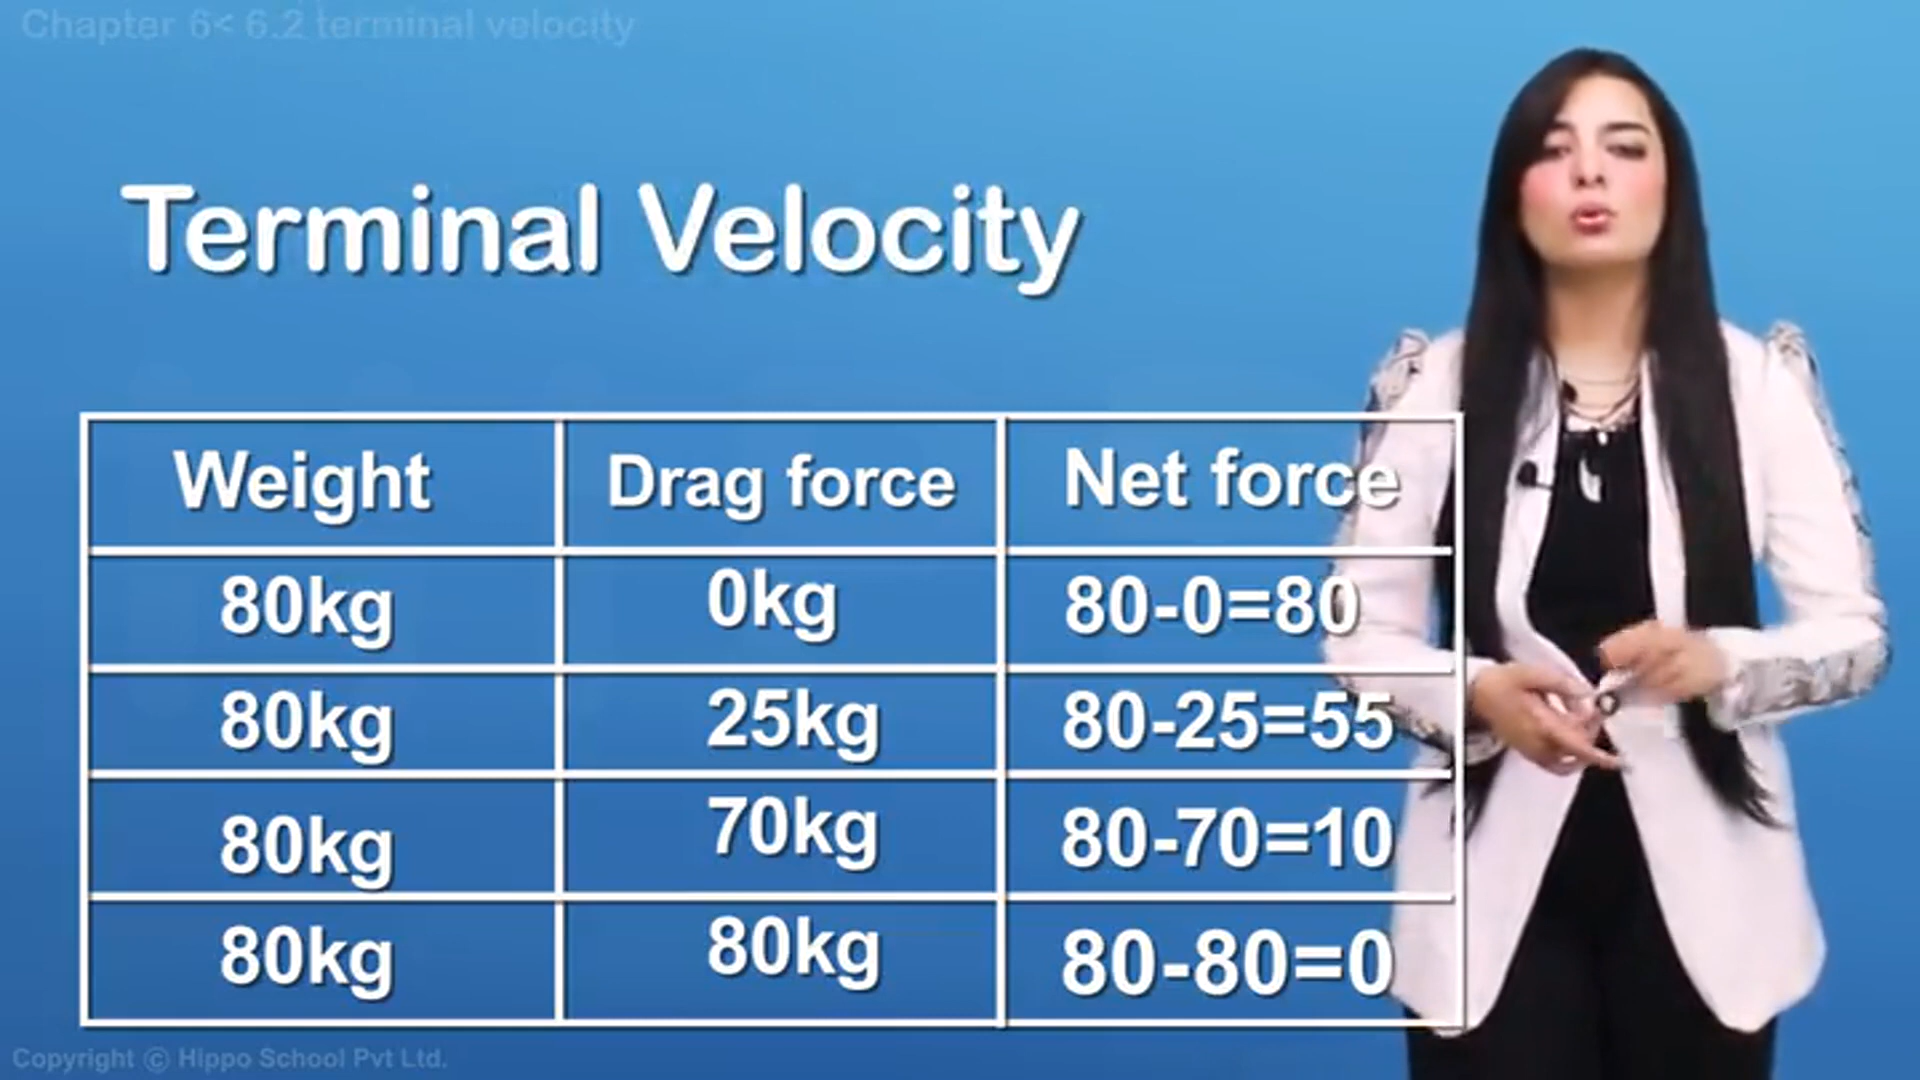 Chapter 6< 6.2 terminal velocity
Terminal Velocity
Weight Drag force Net force
80kg 0kg 80-0=80
80kg 25kg 80-25=55
80kg 70kg 80-70=10
80kg 80kg 80-80=0
Copyright © Hippo School Pvt Ltd.